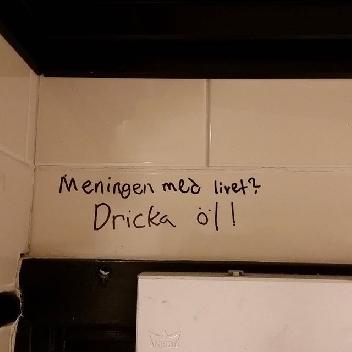 Meningen med livet?
Dricka öl!